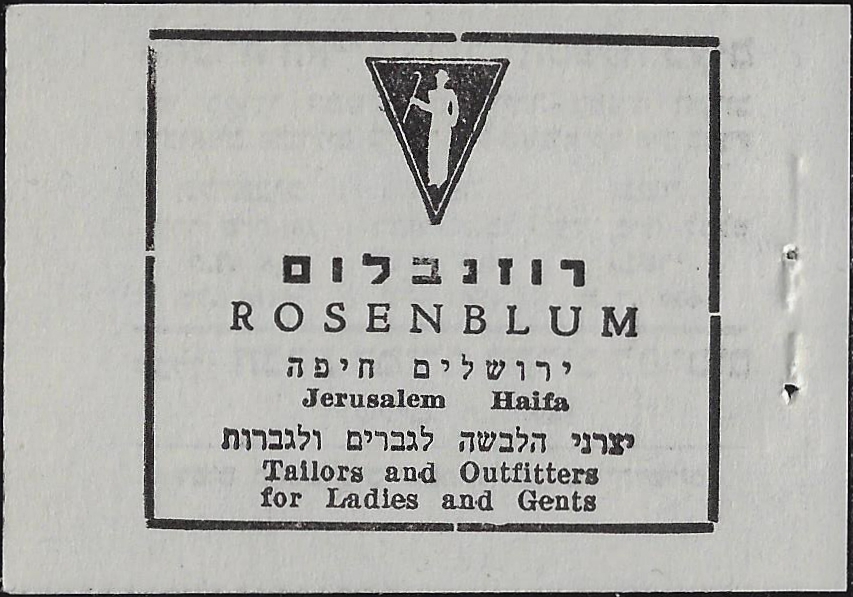 רוזנבלום
ROSENBLUM
ירושלים חיפה
Jerusalem Haifa
יצרני הלבשה לגברים ולגברות
Tailors and Outfitters
for Ladies and Gents